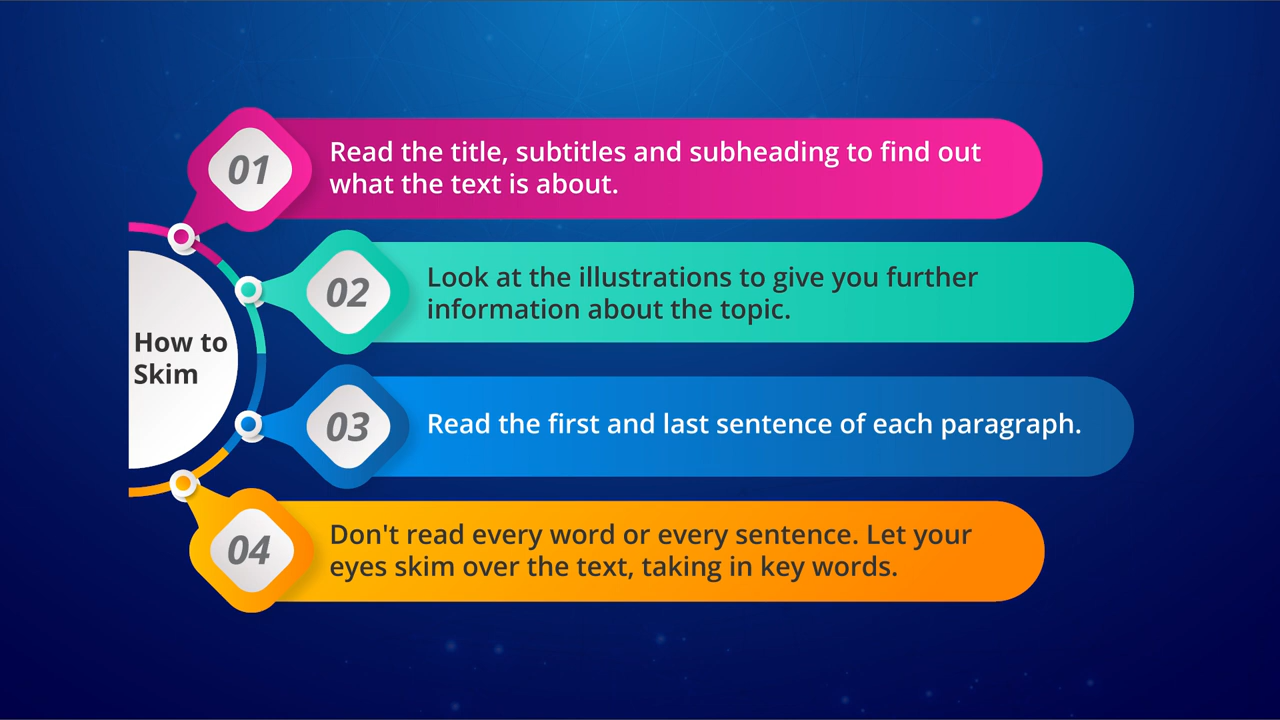 01
Read the title, subtitles and subheading to find out
what the text is about.
02
Look at the illustrations to give you further
information about the topic.
How to
Skim
03
Read the first and last sentence of each paragraph.
04
Don't read every word or every sentence. Let your
eyes skim over the text, taking in key words.